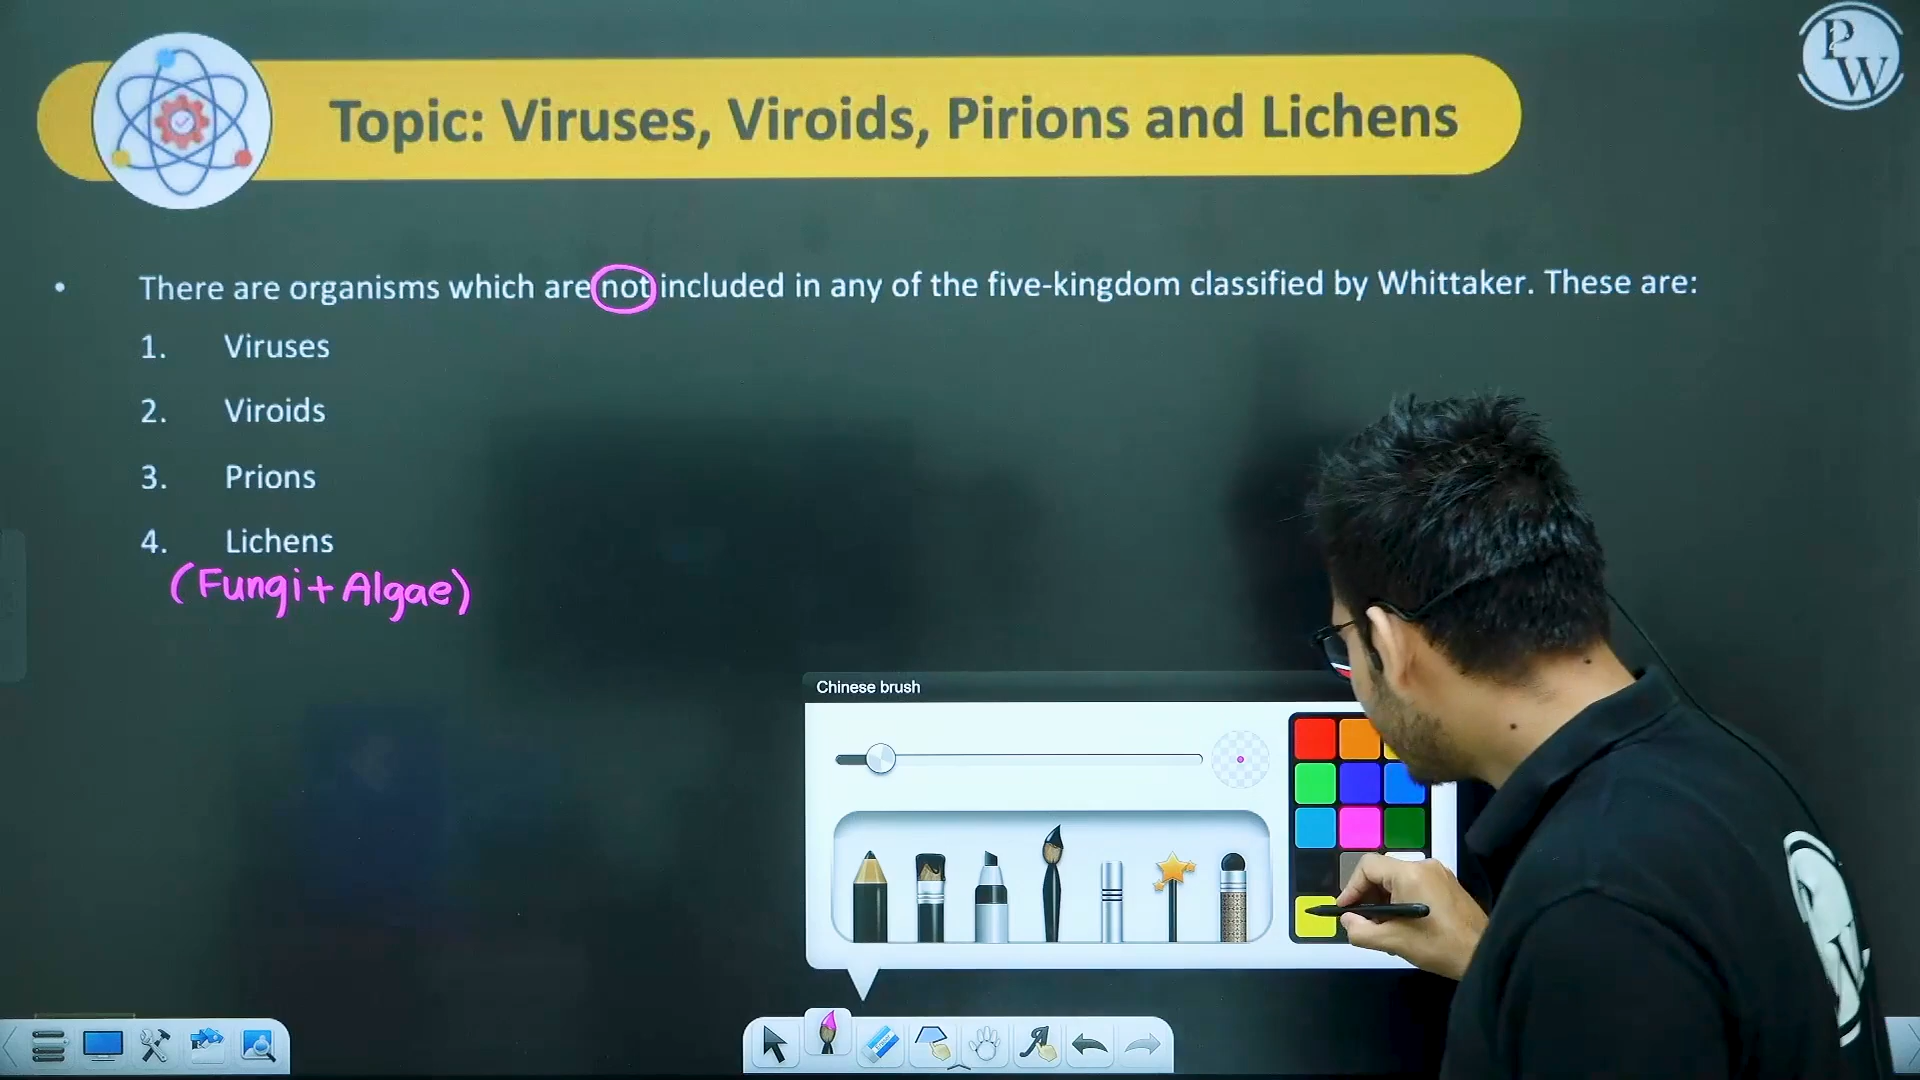 PW
Topic: Viruses, Viroids, Pirions and Lichens
• There are organisms which are not included in any of the five-kingdom classified by Whittaker. These are:
1. Viruses
2. Viroids
3. Prions
4. Lichens
(Fungi + Algae)
Chinese brush